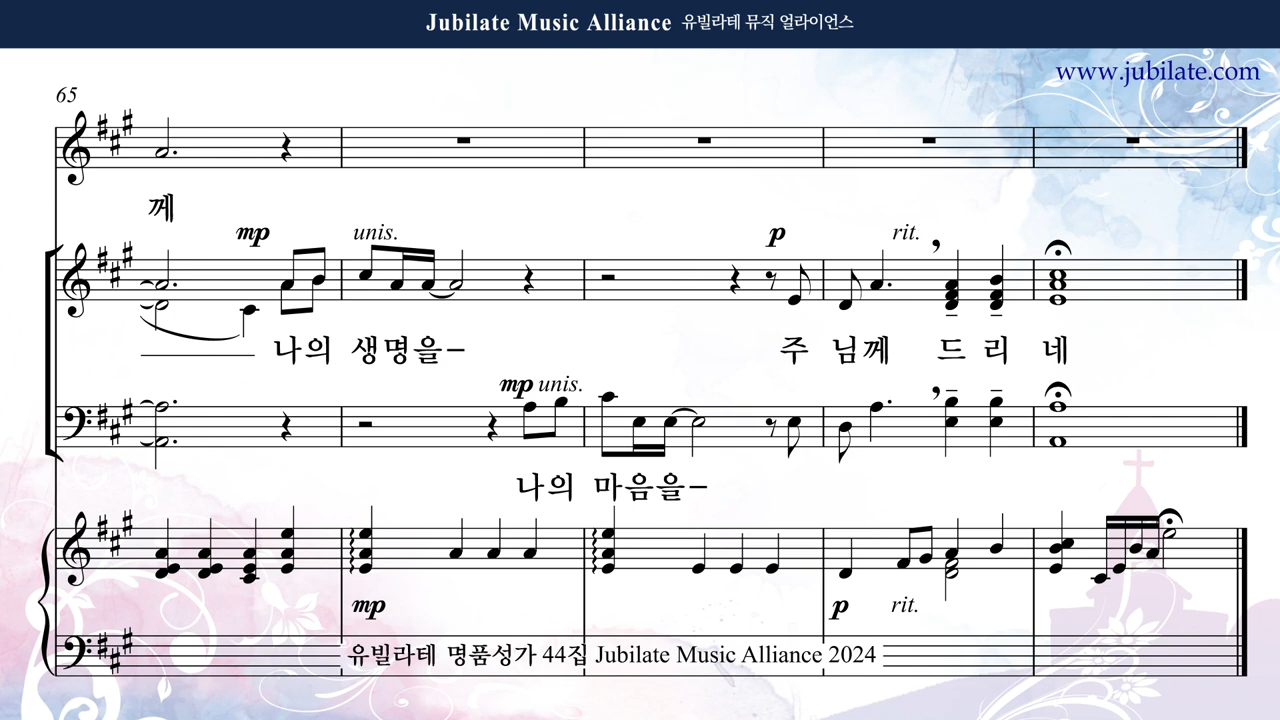 Jubilate Music Alliance 유빌라테 뮤직 얼라이언스
www.jubilate.com
65
께
mp unis. p rit.
나의 생명을- 주 님께 드 리 네
mp unis.
나의 마음을-
mp p rit.
유빌라테 명품성가 44집 Jubilate Music Alliance 2024